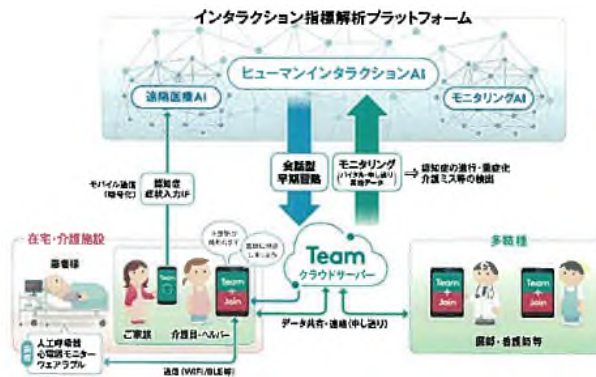 インタラクション指標解析プラットフォーム
ヒューマンインタラクションAI
遠隔医療AI
モニタリングAI
会話型
早期警告
モニタリング
(バイタル・申し送り
認知症の進行・重症化
介護ミス等の検出
モバイル通信
(暗号化)
認知症
症状入力IF
在宅・介護施設
患者様
Team
Team
Join
ご家族
介護員・ヘルパー
Team
クラウドサーバー
データ共有・連絡(申し送り)
多職種
Team
Join
Team
Join
医師・看護師等
人工呼吸器
心電図モニター
ウェアラブル
通信(WiFi/BLE等)